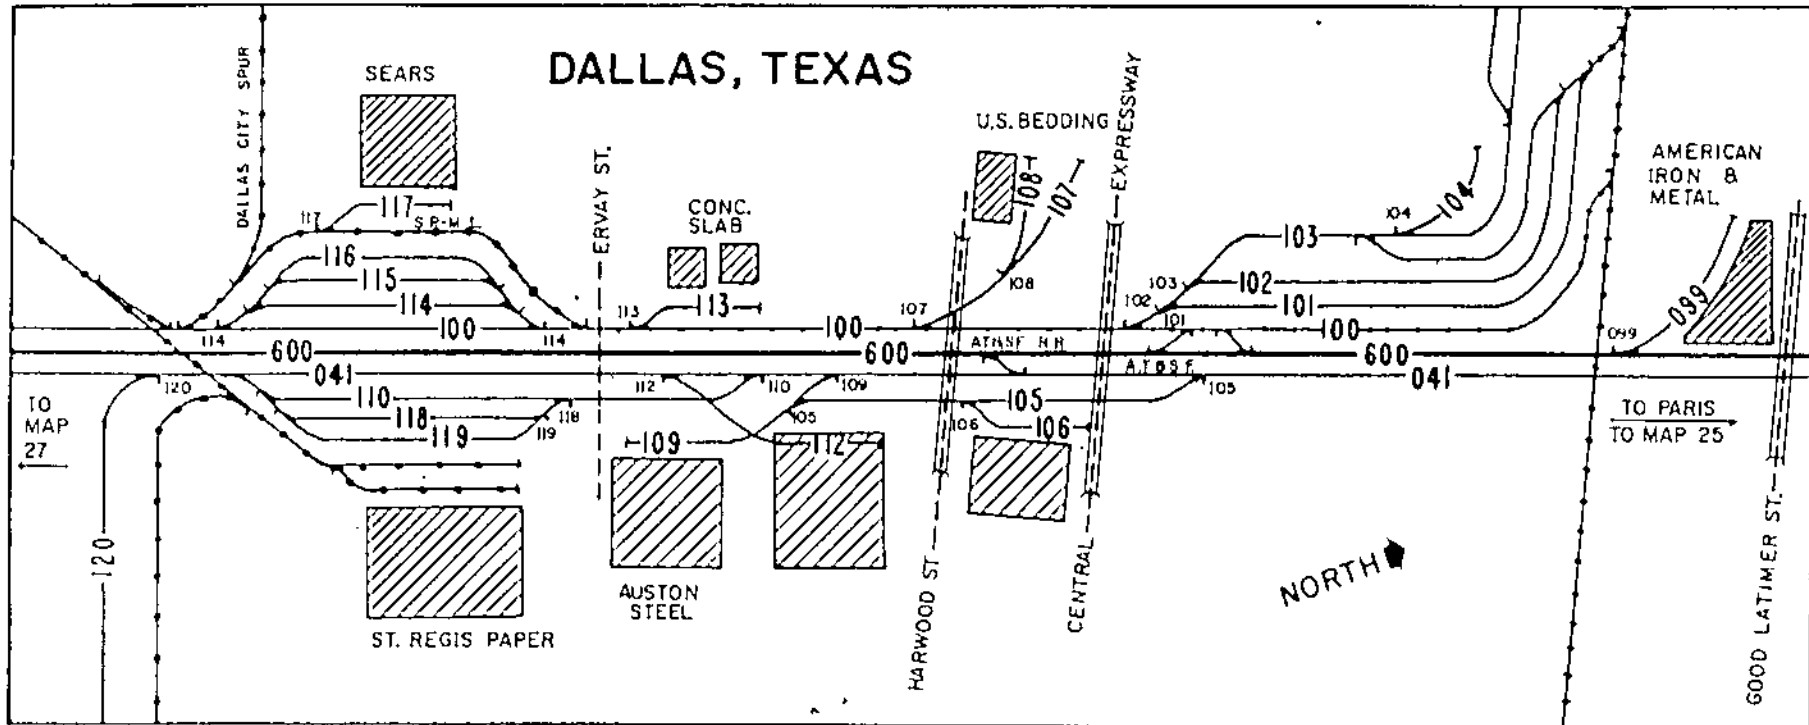 DALLAS, TEXAS
DALLAS CITY SPUR
SEARS
117
117
S.P.-M.L.
116
115
114
114
114
100
ERVAY ST.
CONC.
SLAB
113
113
100
107
U.S. BEDDING
108
107
108
EXPRESSWAY
103
102
101
103
102
101
100
104
104
AMERICAN
IRON &
METAL
099
099
600
600
AT&SF R.R.
A.T.&S.F.
600
041
041
120
110
118
119
118
119
112
110
109
105
109
112
105
106
106
105
TO
MAP
27
120
ST. REGIS PAPER
AUSTON
STEEL
HARWOOD ST.
CENTRAL
NORTH
TO PARIS
TO MAP 25
GOOD LATIMER ST.